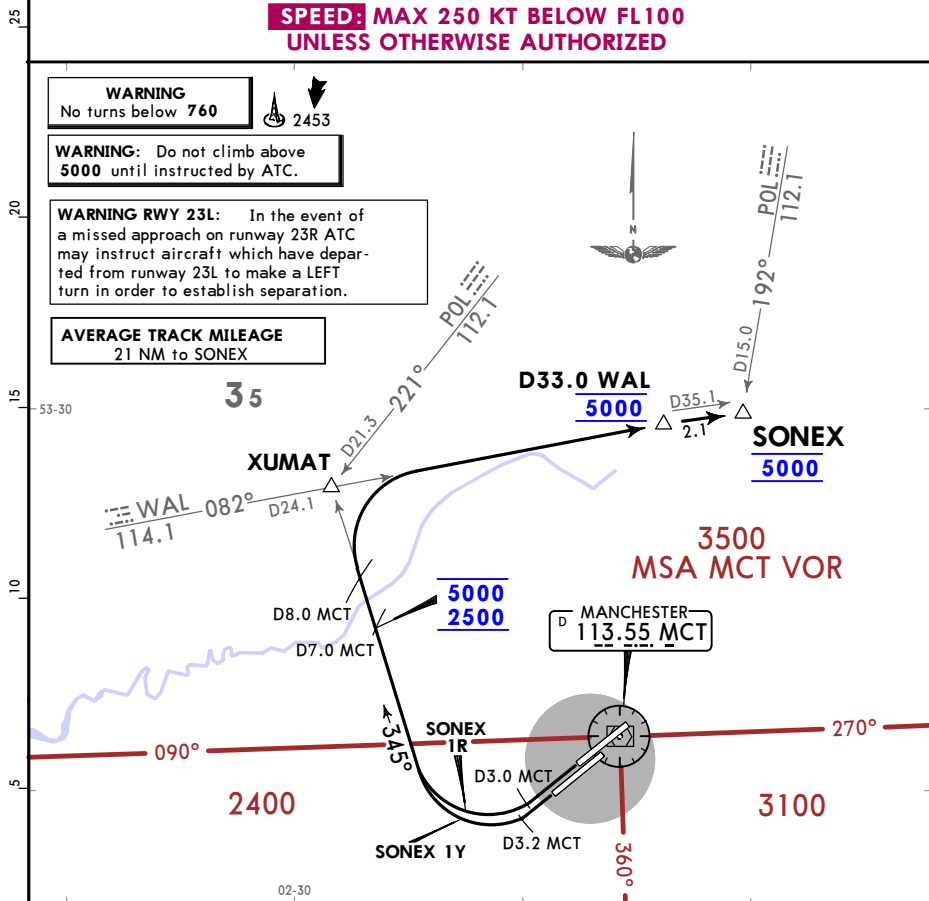 SPEED: MAX 250 KT BELOW FL100
UNLESS OTHERWISE AUTHORIZED
25
20
15
10
5
WARNING
No turns below 760
2453
WARNING: Do not climb above
5000 until instructed by ATC.
WARNING RWY 23L: In the event of
a missed approach on runway 23R ATC
may instruct aircraft which have depar-
ted from runway 23L to make a LEFT
turn in order to establish separation.
AVERAGE TRACK MILEAGE
21 NM to SONEX
35
53-30
N
POL
112.1
192°
D15.0
POL
112.1
221°
D21.3
D33.0 WAL
5000
D35.1
2.1
SONEX
5000
XUMAT
WAL
114.1
082°
D24.1
3500
MSA MCT VOR
D8.0 MCT
D7.0 MCT
5000
2500
D MANCHESTER
113.55 MCT
345°
SONEX
1R
090°
270°
D3.0 MCT
2400
3100
SONEX 1Y
D3.2 MCT
360°
02-30